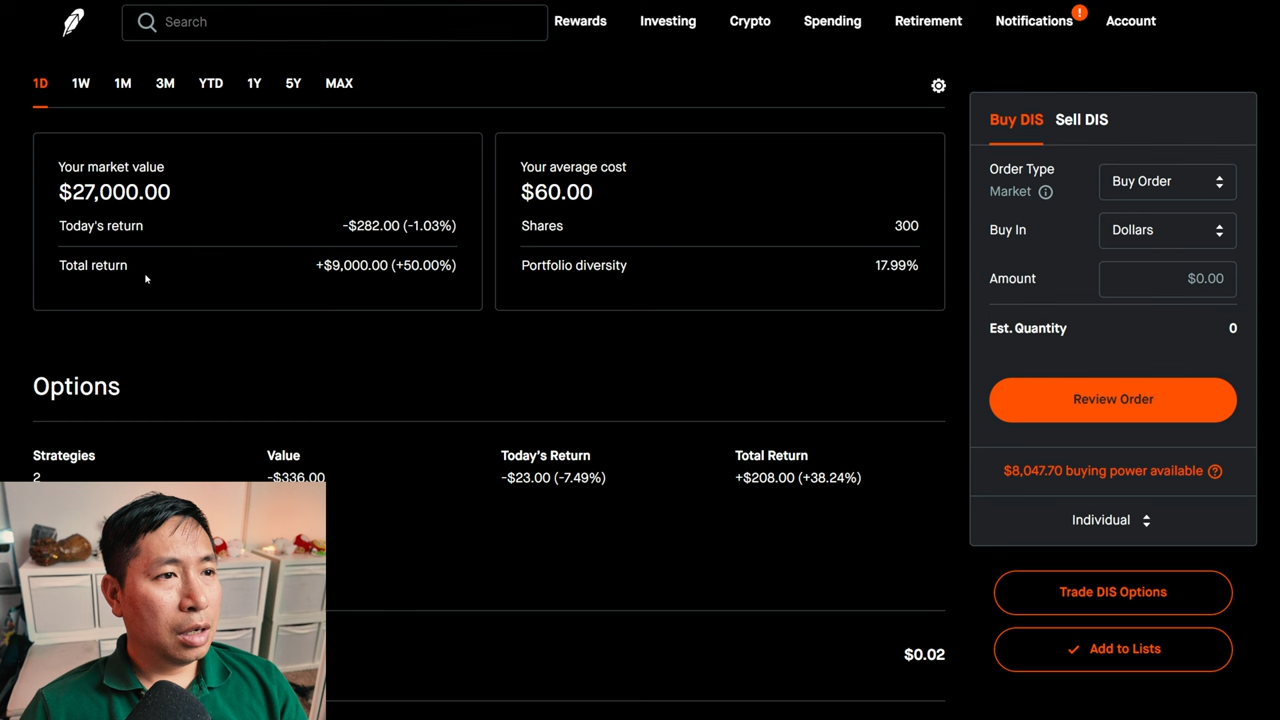 Search
Rewards Investing Crypto Spending Retirement Notifications ! Account
1D 1W 1M 3M YTD 1Y 5Y MAX
Your market value
$27,000.00
Today's return -$282.00 (-1.03%)
Total return +$9,000.00 (+50.00%)
Your average cost
$60.00
Shares 300
Portfolio diversity 17.99%
Options
Strategies Value Today's Return Total Return
2 -$336.00 -$23.00 (-7.49%) +$208.00 (+38.24%)
$0.02
Buy DIS Sell DIS
Order Type Buy Order
Market i
Buy In Dollars
Amount $0.00
Est. Quantity 0
Review Order
$8,047.70 buying power available ?
Individual
Trade DIS Options
Add to Lists